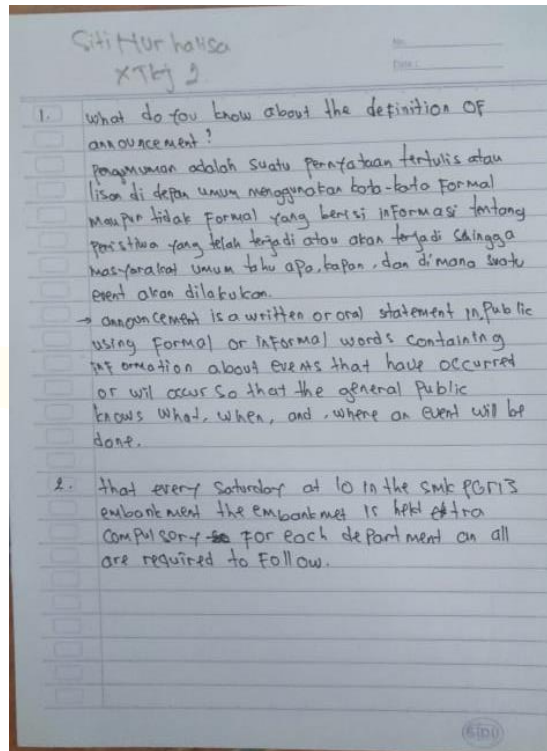 Siti Nur halisa
No.
Date:
X TKJ 2
1. what do you know about the definition OF
announcement?
pengumuman adalah suatu pernyataan tertulis atau
lisan di depan umum menggunakan kata-kata Formal
maupun tidak Formal yang berisi informasi tentang
peristiwa yang telah terjadi atau akan terjadi sehingga
masyarakat umum tahu apa, kapan, dan dimana suatu
event akan dilakukan.
→ announcement is a written or oral statement in public
using Formal or informal words containing
information about events that have occurred
or wil occur so that the general public
knows what, when, and, where an event will be
done.
2. that every Saturday at 10 in the smk PGRI 3
embankment the embankmet is held extra
compulsory For each department an all
are required to Follow.
SIDU